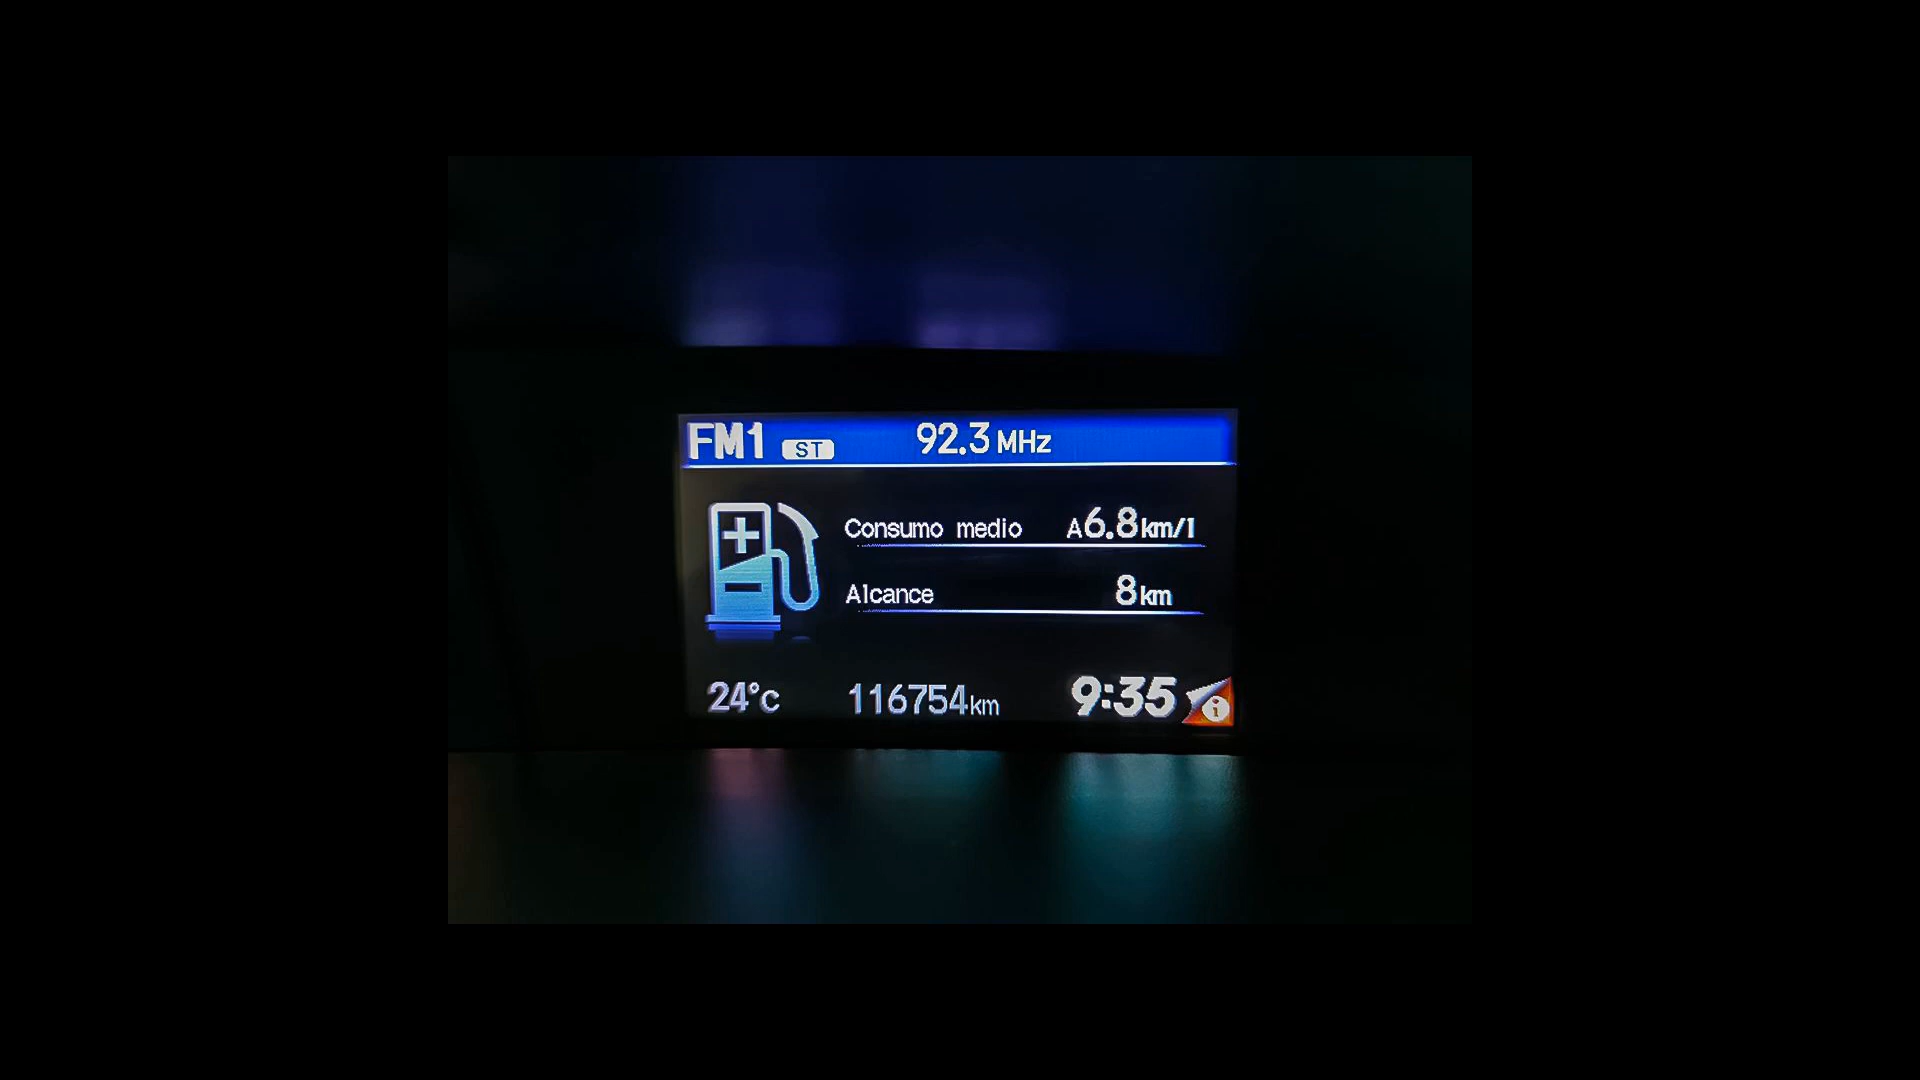 FM1 ST 92.3 MHz
Consumo medio A6.8km/l
Alcance 8km
24°C 116754km 9:35 i